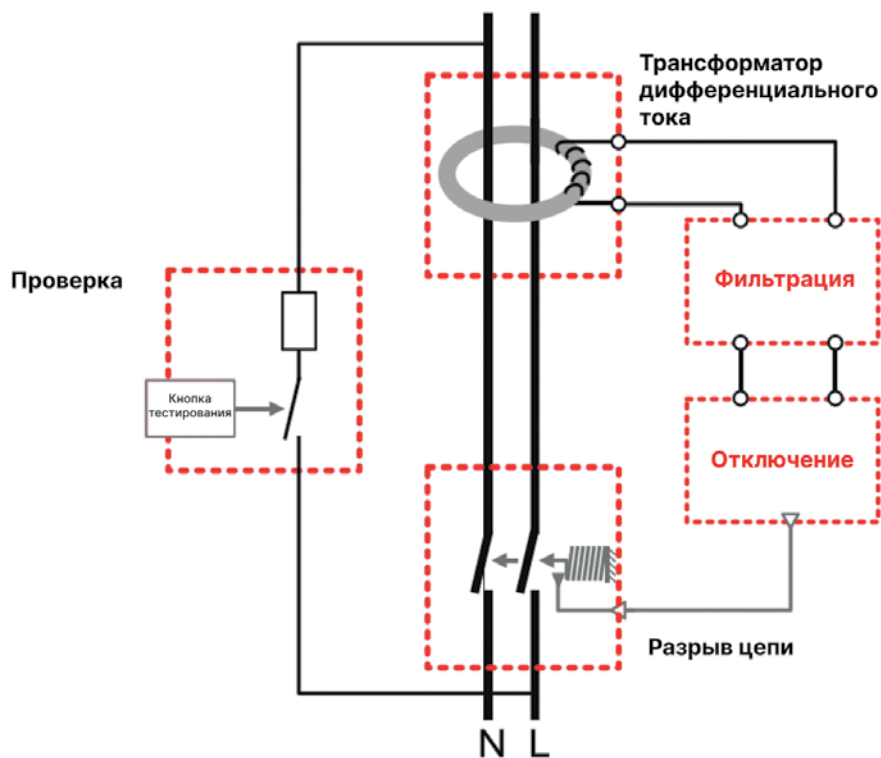 Трансформатор
дифференциального
тока
Фильтрация
Проверка
Кнопка
тестирования
Отключение
Разрыв цепи
N L